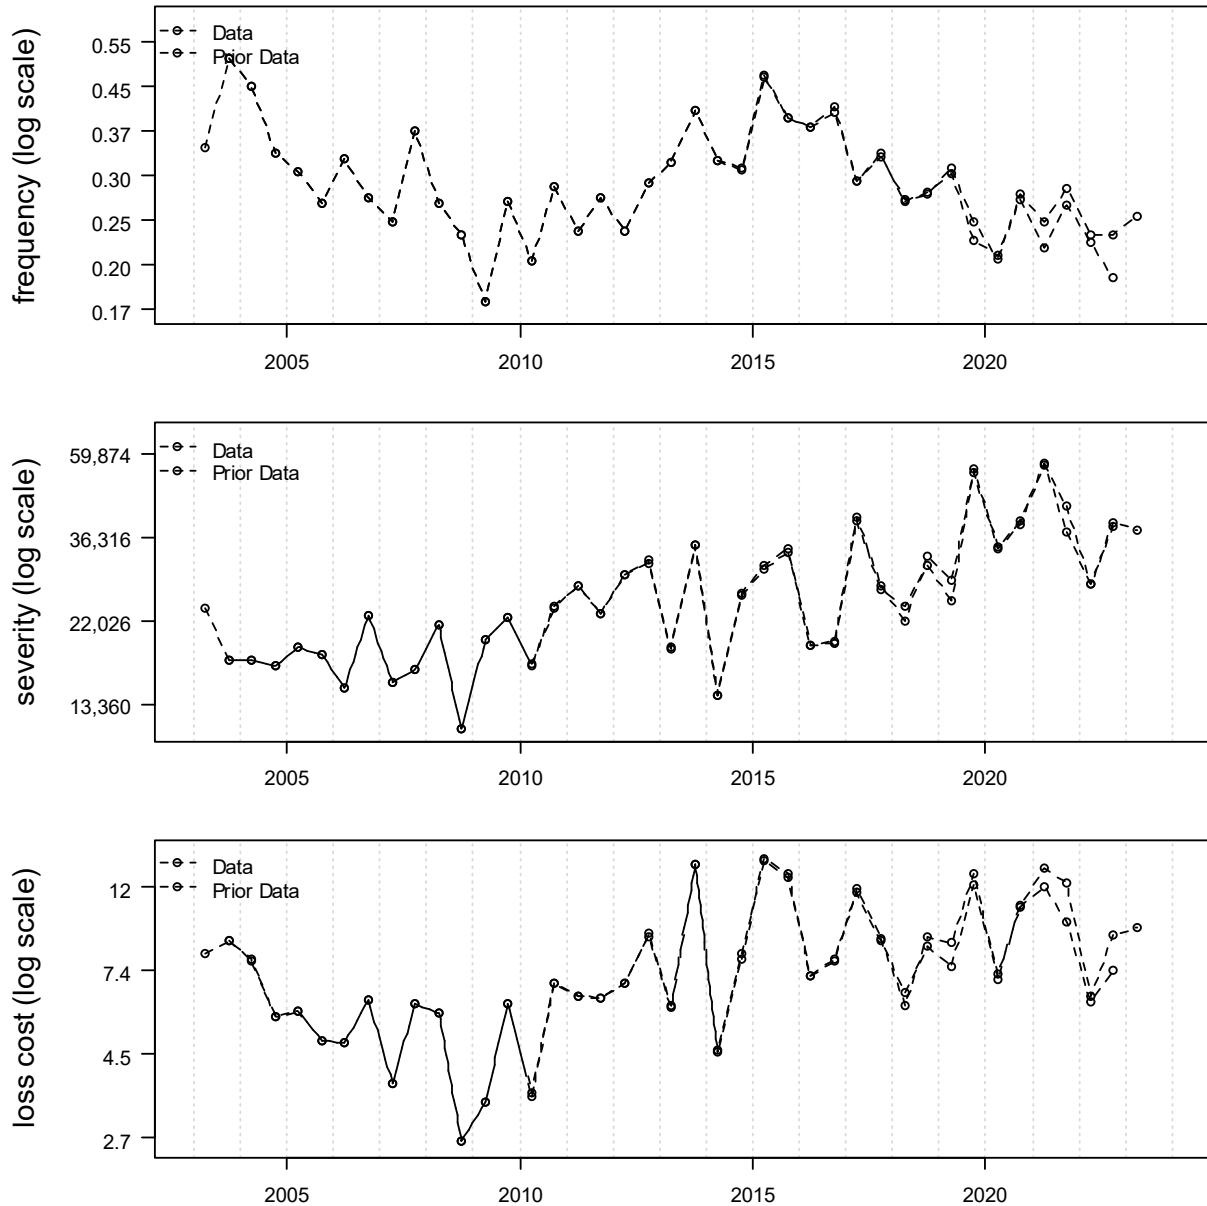 frequency (log scale)
Data
Prior Data
0.55
0.45
0.37
0.30
0.25
0.20
0.17
2005 2010 2015 2020
severity (log scale)
Data
Prior Data
59,874
36,316
22,026
13,360
2005 2010 2015 2020
loss cost (log scale)
Data
Prior Data
12
7.4
4.5
2.7
2005 2010 2015 2020